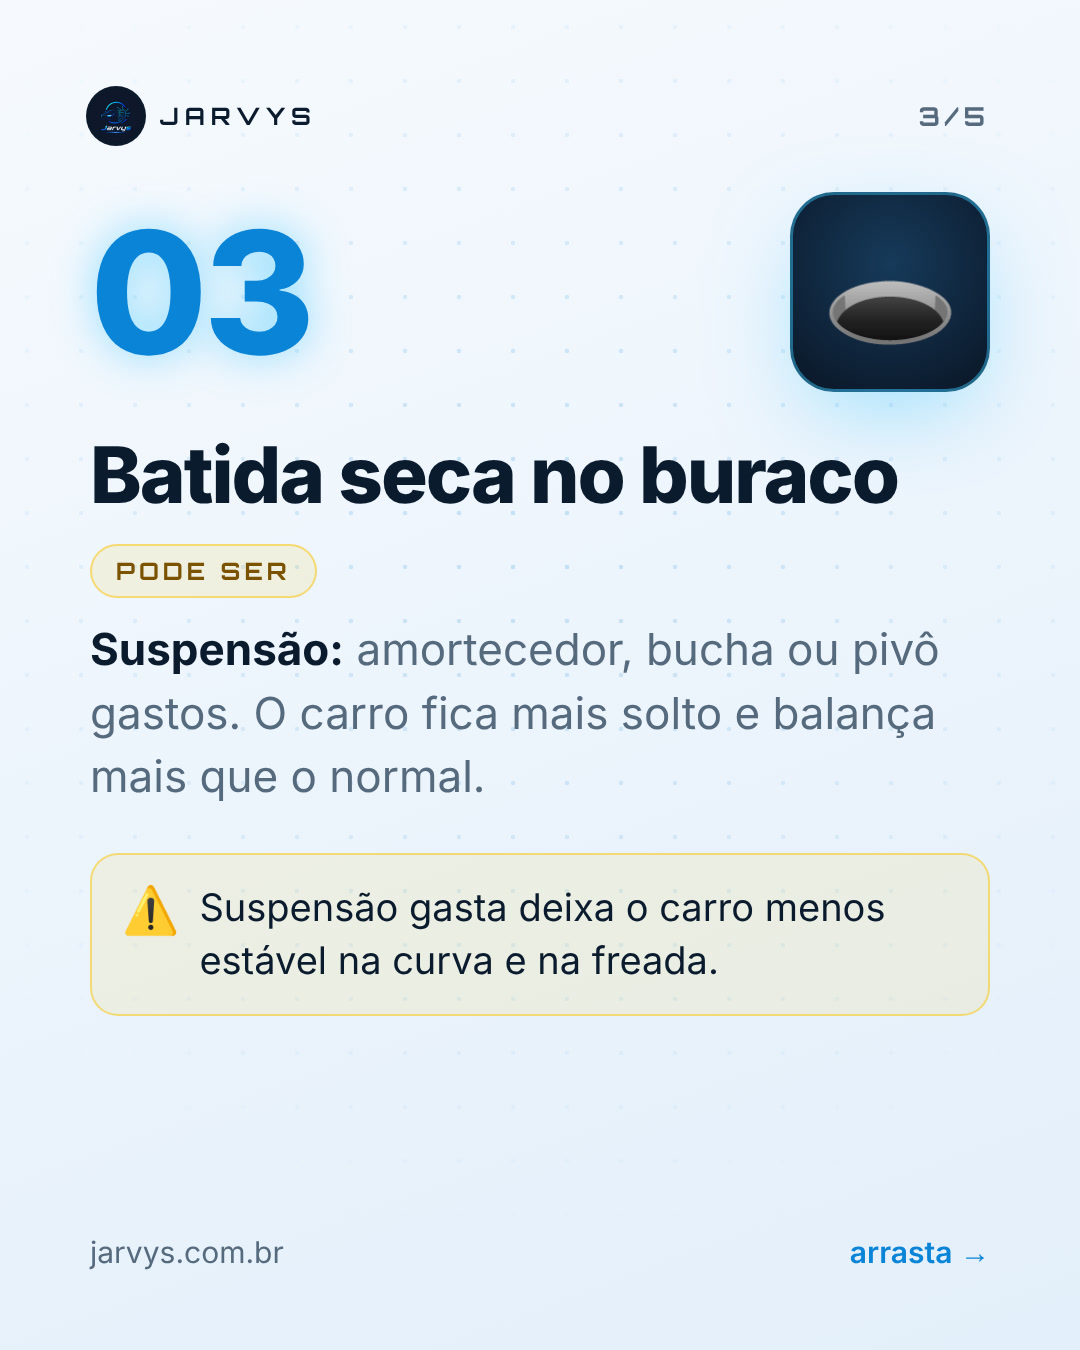 Jarvys
JARVYS
3/5
03
Batida seca no buraco
PODE SER
Suspensão: amortecedor, bucha ou pivô
gastos. O carro fica mais solto e balança
mais que o normal.
Suspensão gasta deixa o carro menos
estável na curva e na freada.
jarvys.com.br
arrasta →